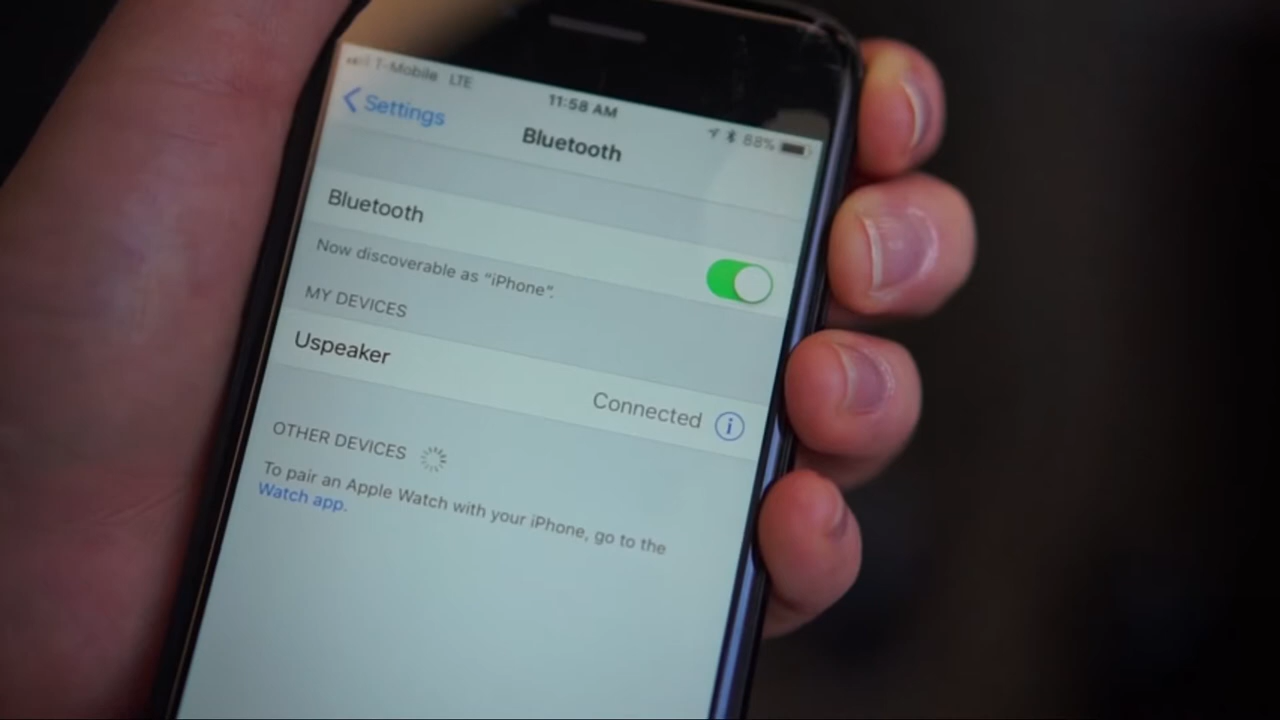 T-Mobile LTE
11:58 AM
88%
Settings
Bluetooth
Bluetooth
Now discoverable as “iPhone”.
MY DEVICES
Uspeaker
Connected
OTHER DEVICES
To pair an Apple Watch with your iPhone, go to the
Watch app.